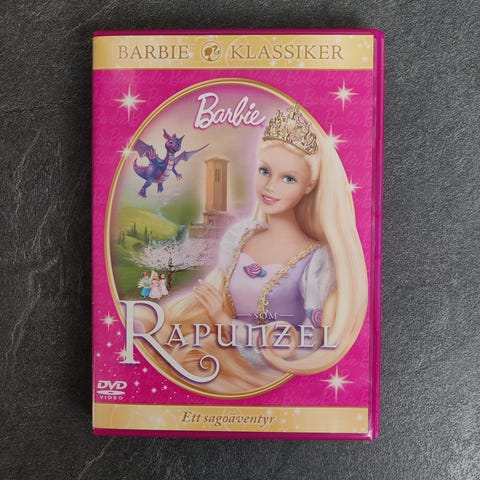 BARBIE KLASSIKER
Barbie
SOM
RAPUNZEL
DVD
VIDEO
Ett sagoäventyr